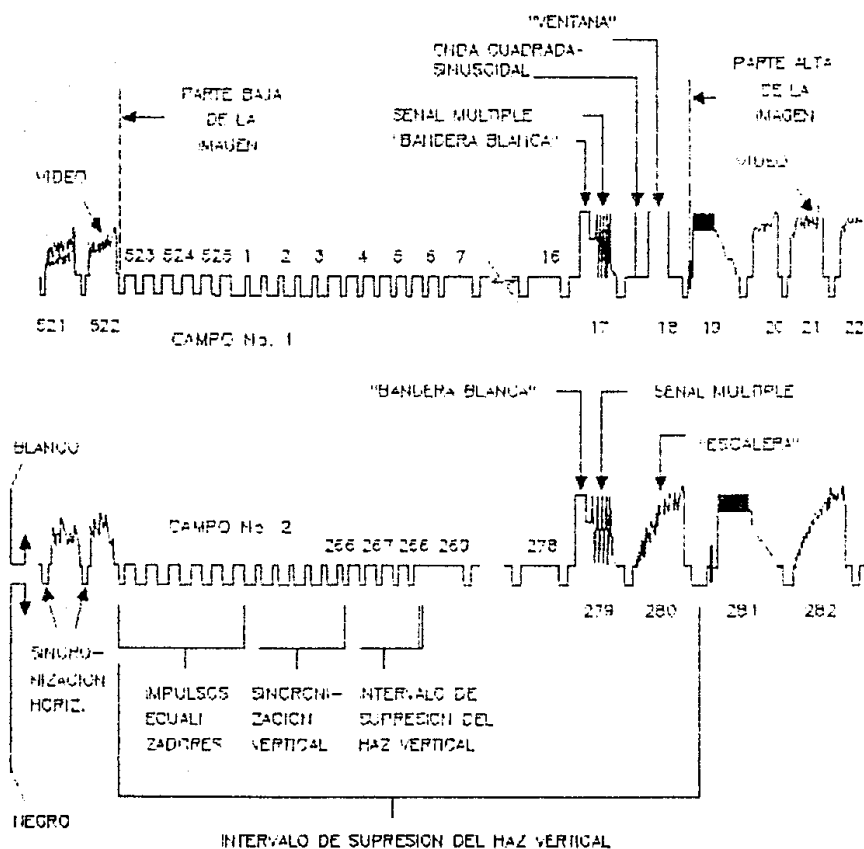 "VENTANA"
ONDA CUADRADA-
SINUSCIDAL
PARTE ALTA
DE LA
IMAGEN
PARTE BAJA
DE LA
IMAGEN
SENAL MULTIPLE
"BANDERA BLANCA"
VIDEO
VIDEO
523 524 525 1 2 3 4 5 6 7 16
521 522 17 18 19 20 21 22
CAMPO No. 1
"BANDERA BLANCA" SENAL MULTIPLE
BLANCO
"ESCALERA"
CAMPO No. 2
266 267 268 269 278
279 280 281 282
SINCRO-
NIZACION
HORIZ.
IMPULSOS
ECUALI
ZADORES
SINCRONI-
ZACION
VERTICAL
INTERVALO DE
SUPRESION DEL
HAZ VERTICAL
NEGRO
INTERVALO DE SUPRESION DEL HAZ VERTICAL